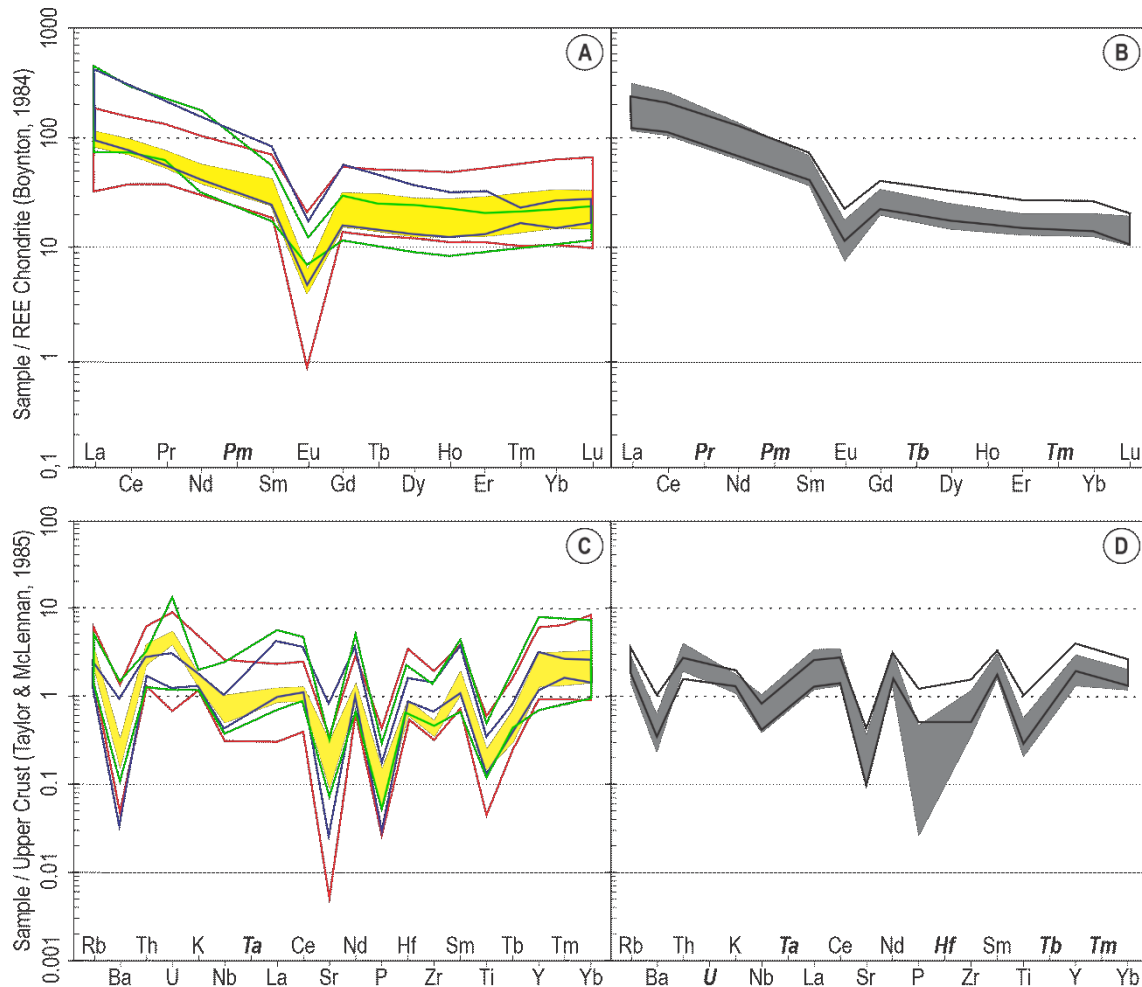 Sample / REE Chondrite (Boynton, 1984)
1000
100
10
1
0,1
A
La Pr Pm Eu Tb Ho Tm Lu
Ce Nd Sm Gd Dy Er Yb
B
La Pr Pm Eu Tb Ho Tm Lu
Ce Nd Sm Gd Dy Er Yb
Sample / Upper Crust (Taylor & McLennan, 1985)
100
10
1
0.1
0.01
0.001
C
Rb Th K Ta Ce Nd Hf Sm Tb Tm
Ba U Nb La Sr P Zr Ti Y Yb
D
Rb Th K Ta Ce Nd Hf Sm Tb Tm
Ba U Nb La Sr P Zr Ti Y Yb